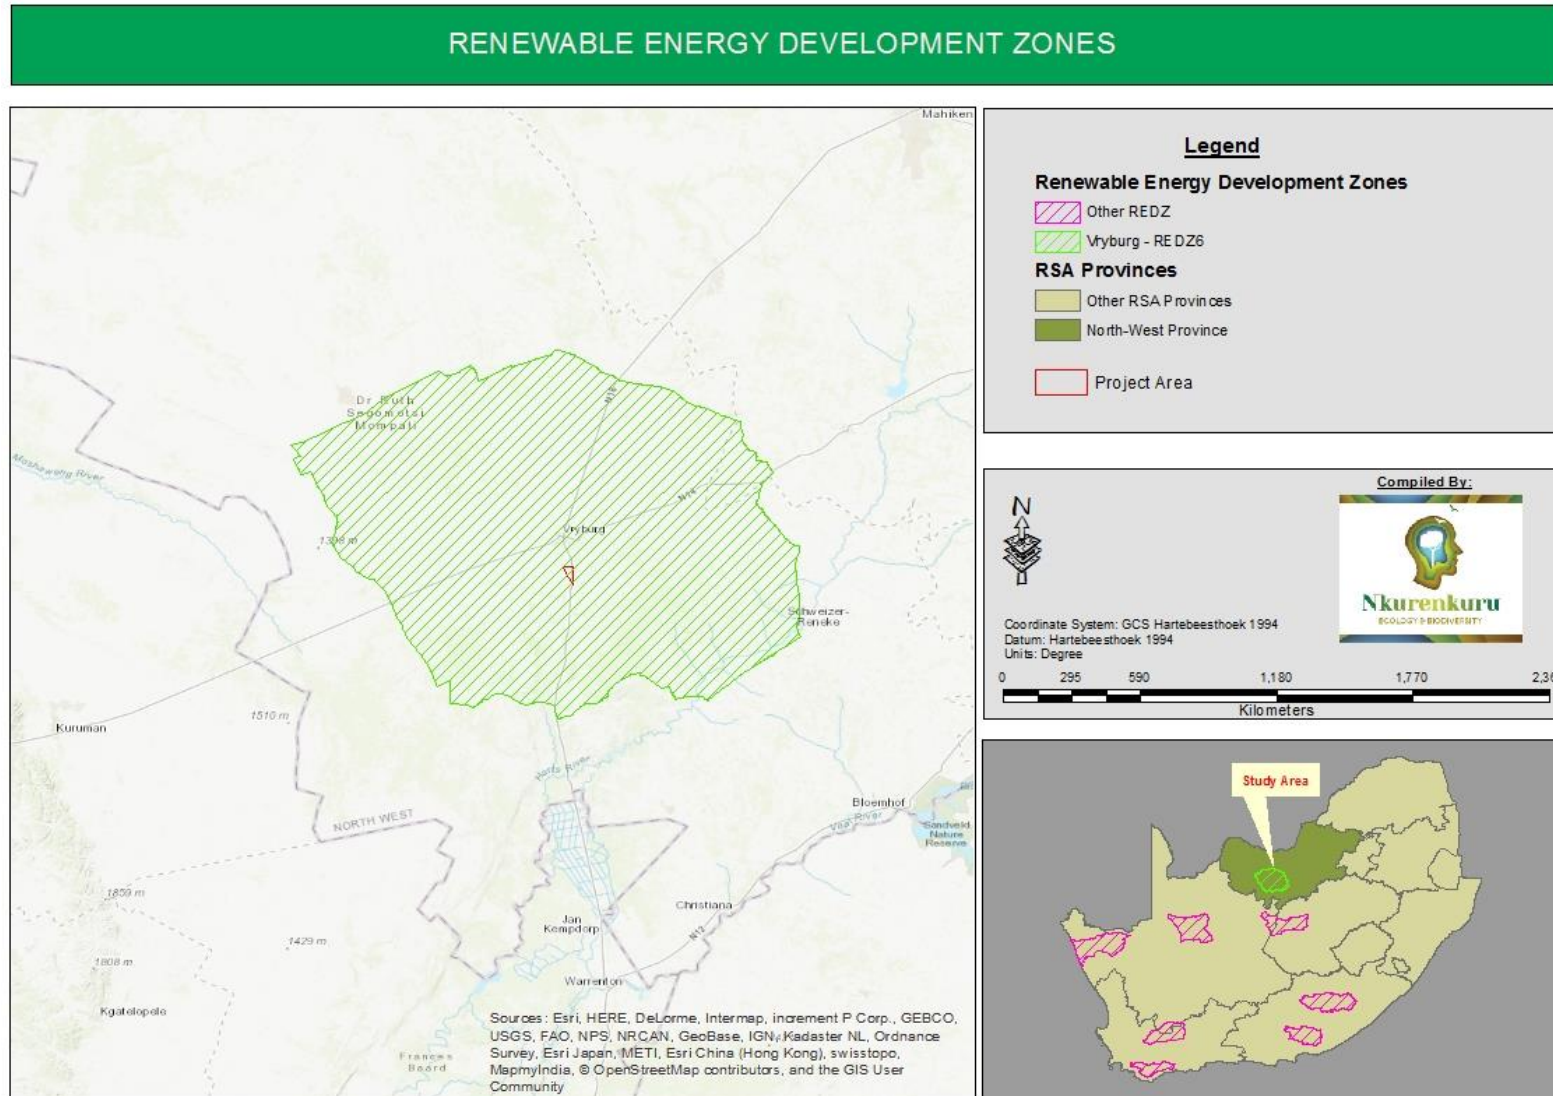 RENEWABLE ENERGY DEVELOPMENT ZONES
Mahiken
Dr Ruth
Segomotsi
Mompati
N18
Moshaweng River
N14
Vryburg
1398 m
Schweizer-
Reneke
Kuruman
1510 m
Harts River
Bloemhof
Vaal River
Sandveld
Nature
Reserve
NORTH WEST
1859 m
Christiana
Jan
Kempdorp
N12
1429 m
1808 m
Warrenton
Kgatelopele
Frances
Baard
Sources: Esri, HERE, DeLorme, Intermap, increment P Corp., GEBCO,
USGS, FAO, NPS, NRCAN, GeoBase, IGN, Kadaster NL, Ordnance
Survey, Esri Japan, METI, Esri China (Hong Kong), swisstopo,
MapmyIndia, © OpenStreetMap contributors, and the GIS User
Community
Legend
Renewable Energy Development Zones
Other REDZ
Vryburg - REDZ6
RSA Provinces
Other RSA Provinces
North-West Province
Project Area
N
Compiled By:
Nkurenkuru
ECOLOGY & BIODIVERSITY
Coordinate System: GCS Hartebeesthoek 1994
Datum: Hartebeesthoek 1994
Units: Degree
0 295 590 1,180 1,770 2,36
Kilometers
Study Area